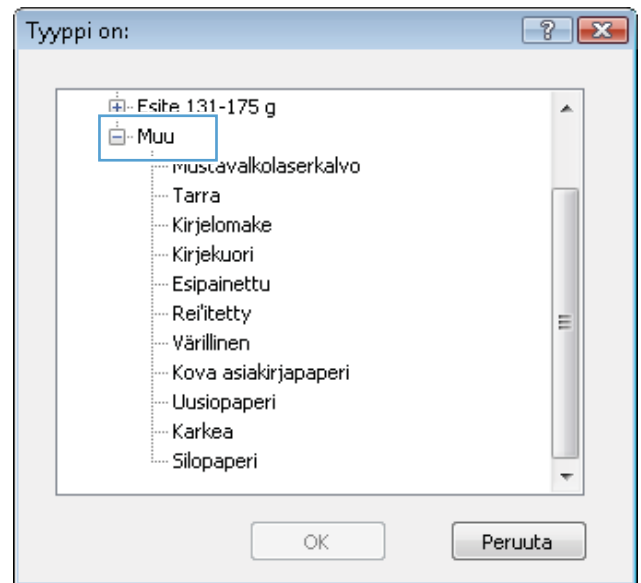 Tyyppi on:
Esite 131-175 g
Muu
Mustavalkolaserkalvo
Tarra
Kirjelomake
Kirjekuori
Esipainettu
Rei'itetty
Värillinen
Kova asiakirjapaperi
Uusiopaperi
Karkea
Silopaperi
OK Peruuta